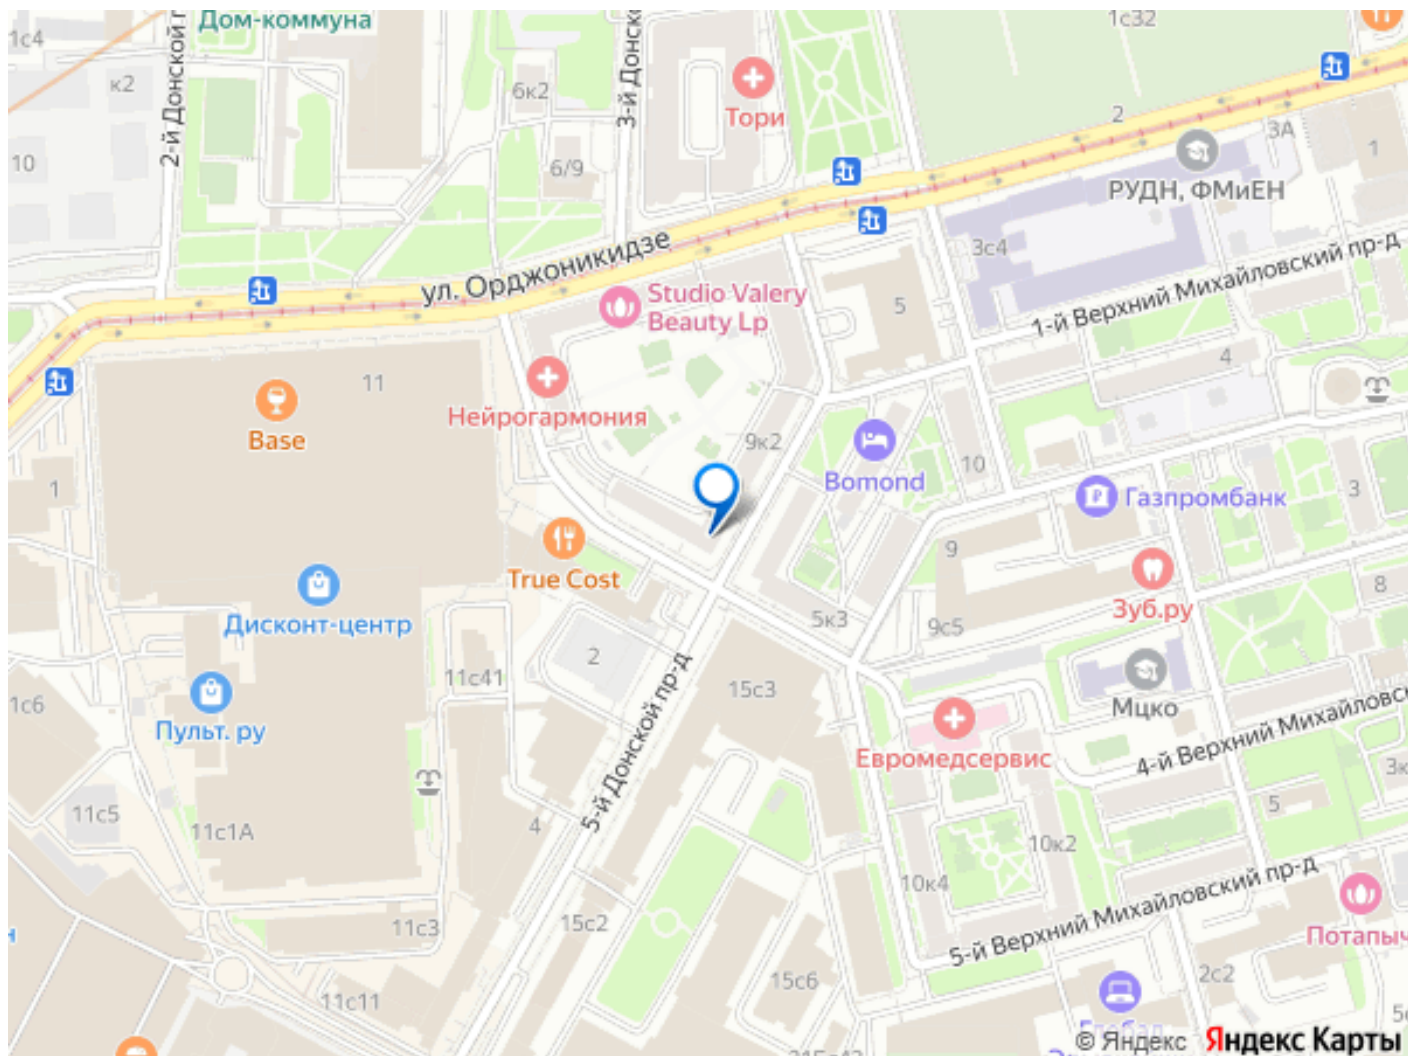 Дом-коммуна
1с32
1с4
к2
2-й Донской п
3-й Донско
6к2
Тори
2
3А
1
10
6/9
РУДН, ФМиЕН
3с4
ул. Орджоникидзе
1-й Верхний Михайловский пр-д
Studio Valery
Beauty Lp
5
4
11
Нейрогармония
Base
9к2
Bomond
10
Газпромбанк
3
1
True Cost
9
Зуб.ру
8
Дисконт-центр
5к3
9с5
2
11с41
15с3
Мцко
1с6
Пульт. ру
5-й Донской пр-д
Евромедсервис
4-й Верхний Михайловс
3к
11с5
11с1А
4
5
10к2
10к4
5-й Верхний Михайловский пр-д
11с3
15с2
Потапыч
н
15с6
2с2
11с11
5с
© Яндекс Яндекс Карты